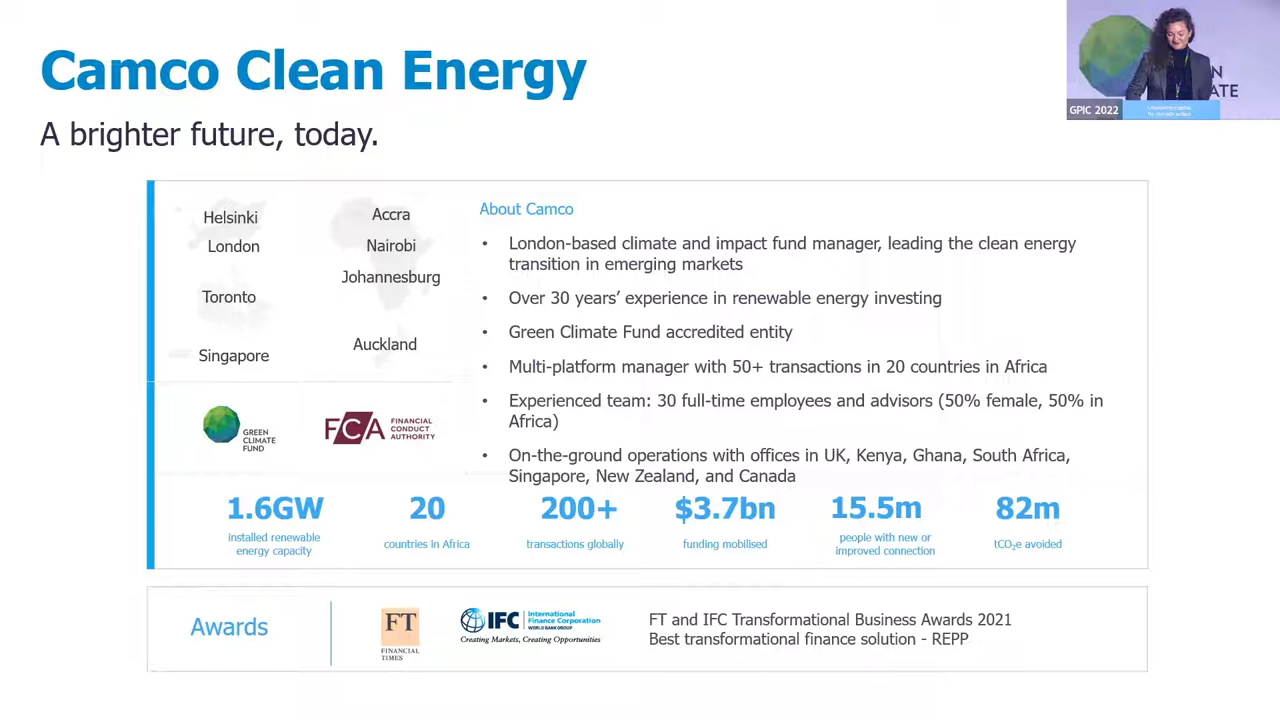 Camco Clean Energy
A brighter future, today.
GPIC 2022
Helsinki
London
Toronto
Singapore
Accra
Nairobi
Johannesburg
Auckland
GREEN
CLIMATE
FUND
FCA
FINANCIAL
CONDUCT
AUTHORITY
About Camco
• London-based climate and impact fund manager, leading the clean energy
transition in emerging markets
• Over 30 years’ experience in renewable energy investing
• Green Climate Fund accredited entity
• Multi-platform manager with 50+ transactions in 20 countries in Africa
• Experienced team: 30 full-time employees and advisors (50% female, 50% in
Africa)
• On-the-ground operations with offices in UK, Kenya, Ghana, South Africa,
Singapore, New Zealand, and Canada
1.6GW
installed renewable
energy capacity
20
countries in Africa
200+
transactions globally
$3.7bn
funding mobilised
15.5m
people with new or
improved connection
82m
tCO₂e avoided
Awards
FT
FINANCIAL
TIMES
IFC
International
Finance Corporation
WORLD BANK GROUP
Creating Markets, Creating Opportunities
FT and IFC Transformational Business Awards 2021
Best transformational finance solution - REPP